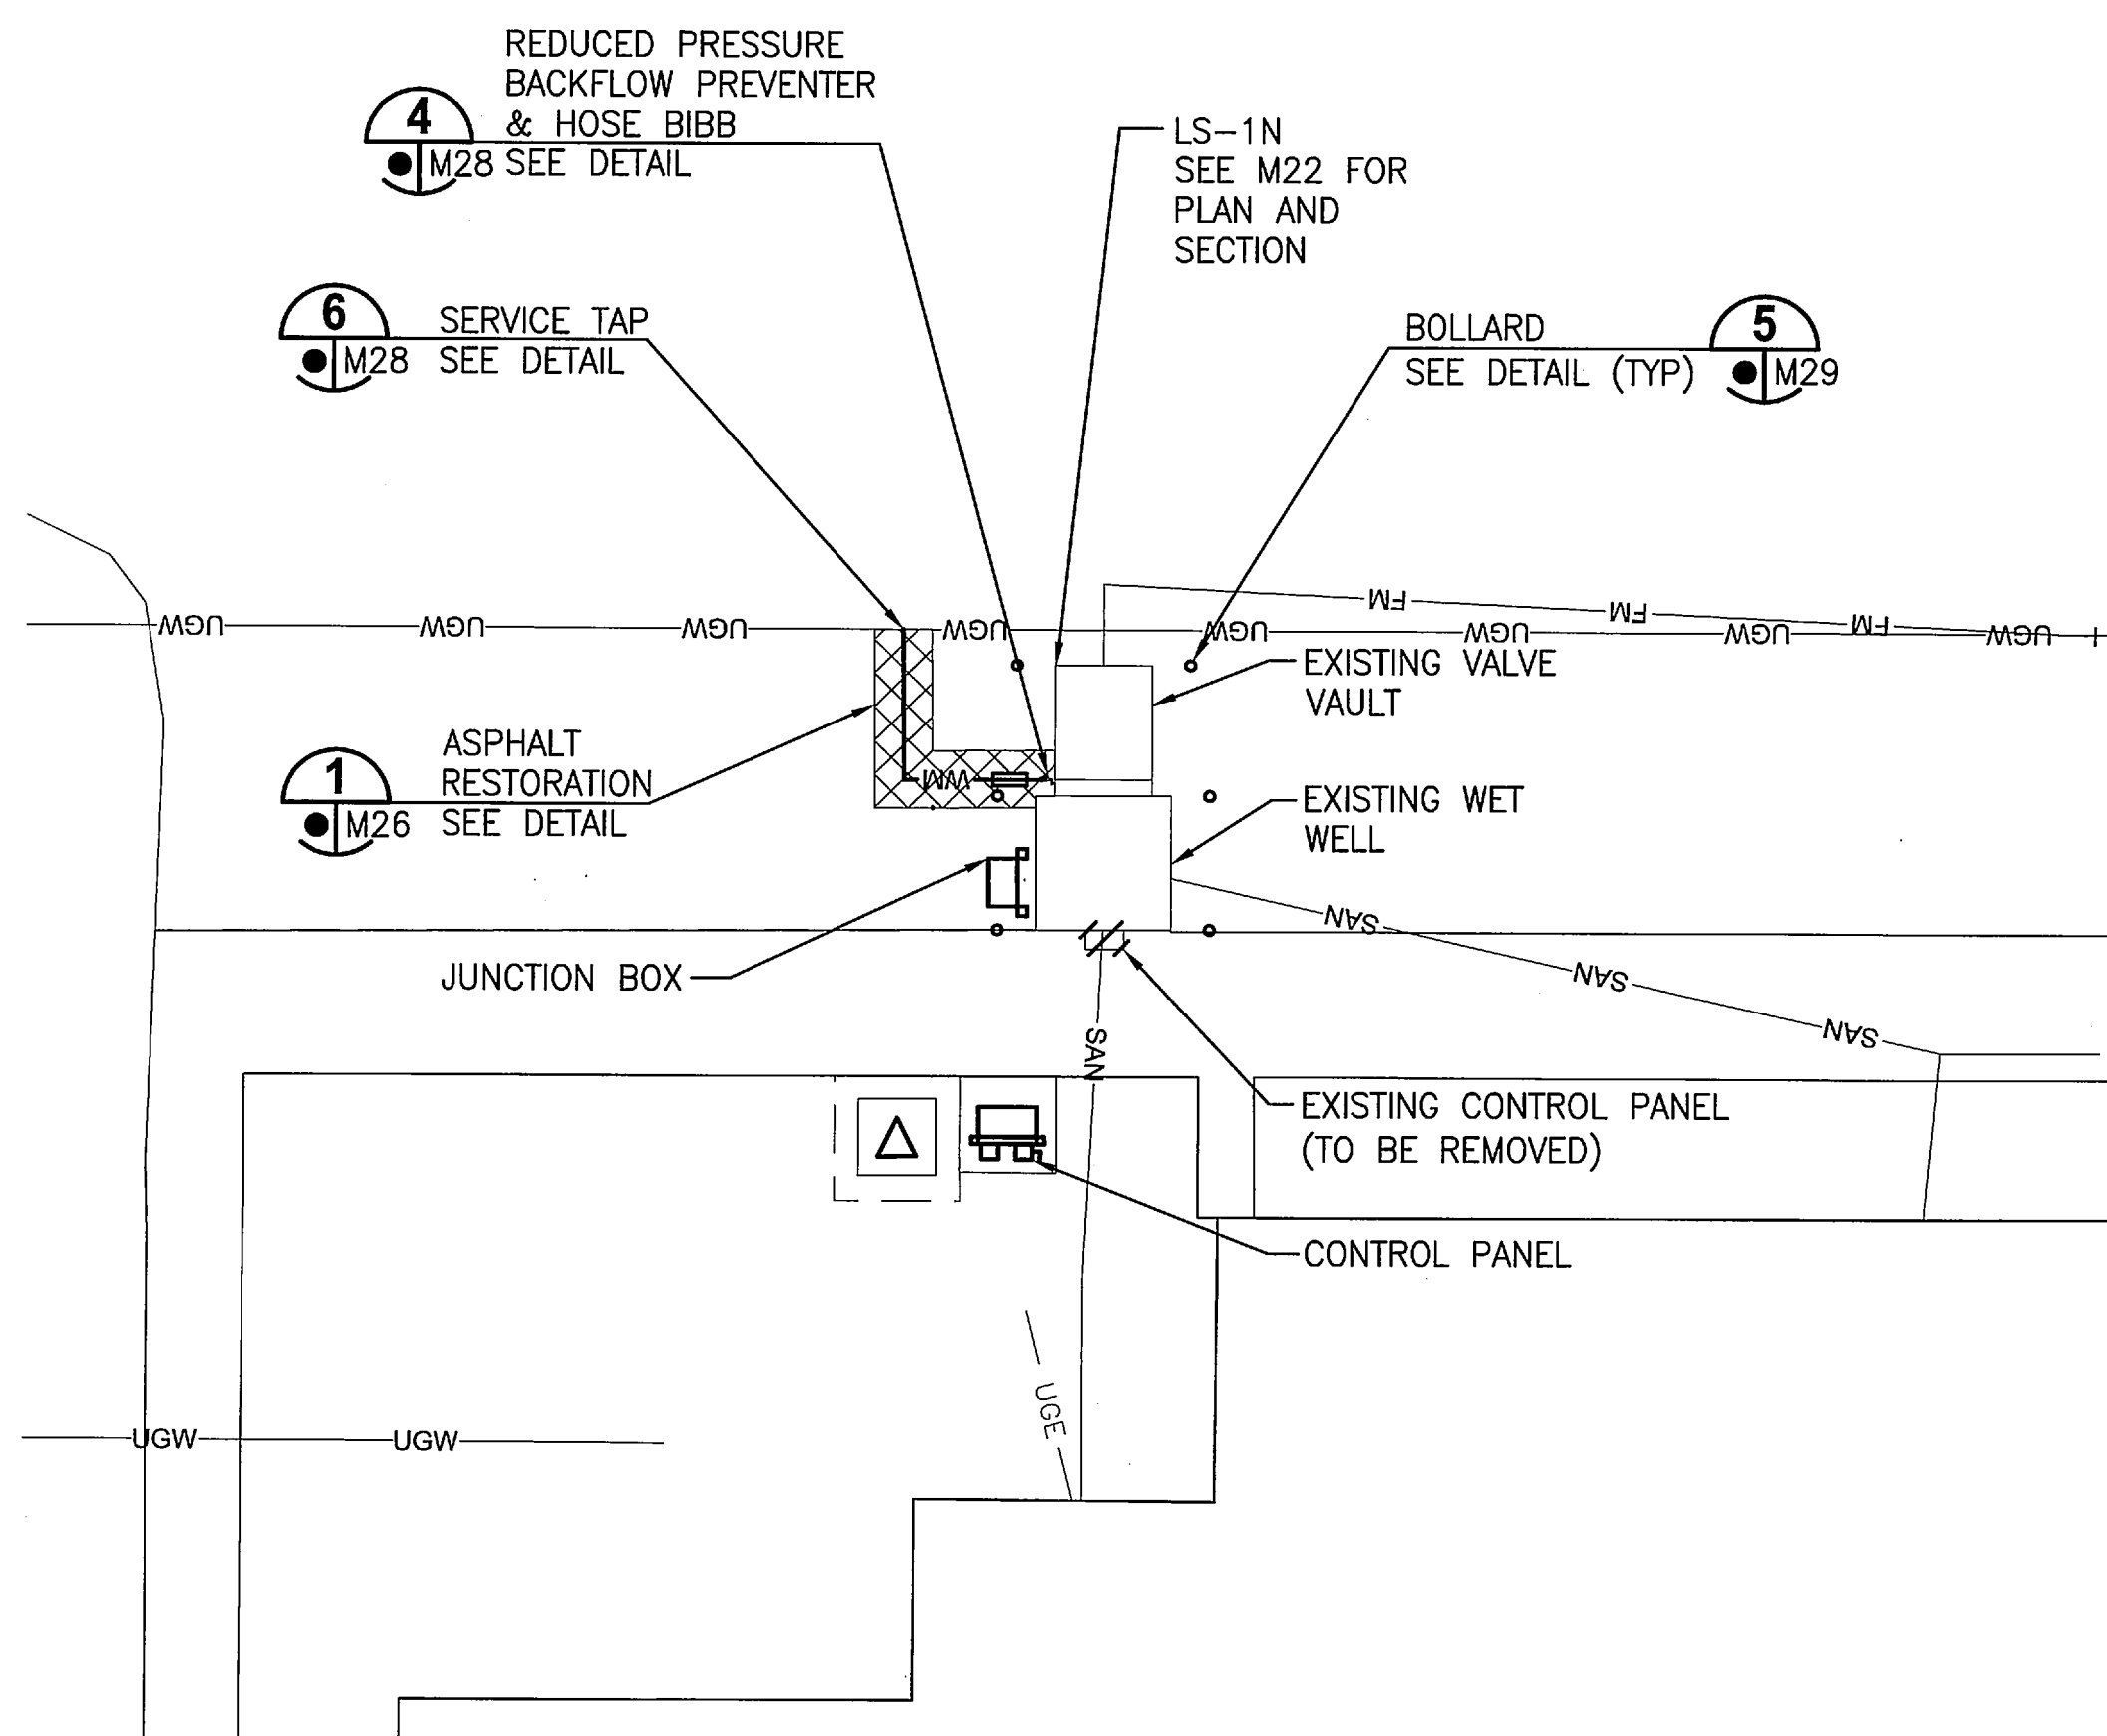 REDUCED PRESSURE
BACKFLOW PREVENTER
& HOSE BIBB
SEE DETAIL
4
M28
LS-1N
SEE M22 FOR
PLAN AND
SECTION
6
M28
SERVICE TAP
SEE DETAIL
BOLLARD
SEE DETAIL (TYP)
5
M29
FM
FM
FM
UGW
UGW
UGW
UGW
UGW
UGW
UGW
UGW
EXISTING VALVE
VAULT
1
M26
ASPHALT
RESTORATION
SEE DETAIL
WM
EXISTING WET
WELL
JUNCTION BOX
SAN
SAN
SAN
SAN
EXISTING CONTROL PANEL
(TO BE REMOVED)
CONTROL PANEL
UGE
UGW
UGW